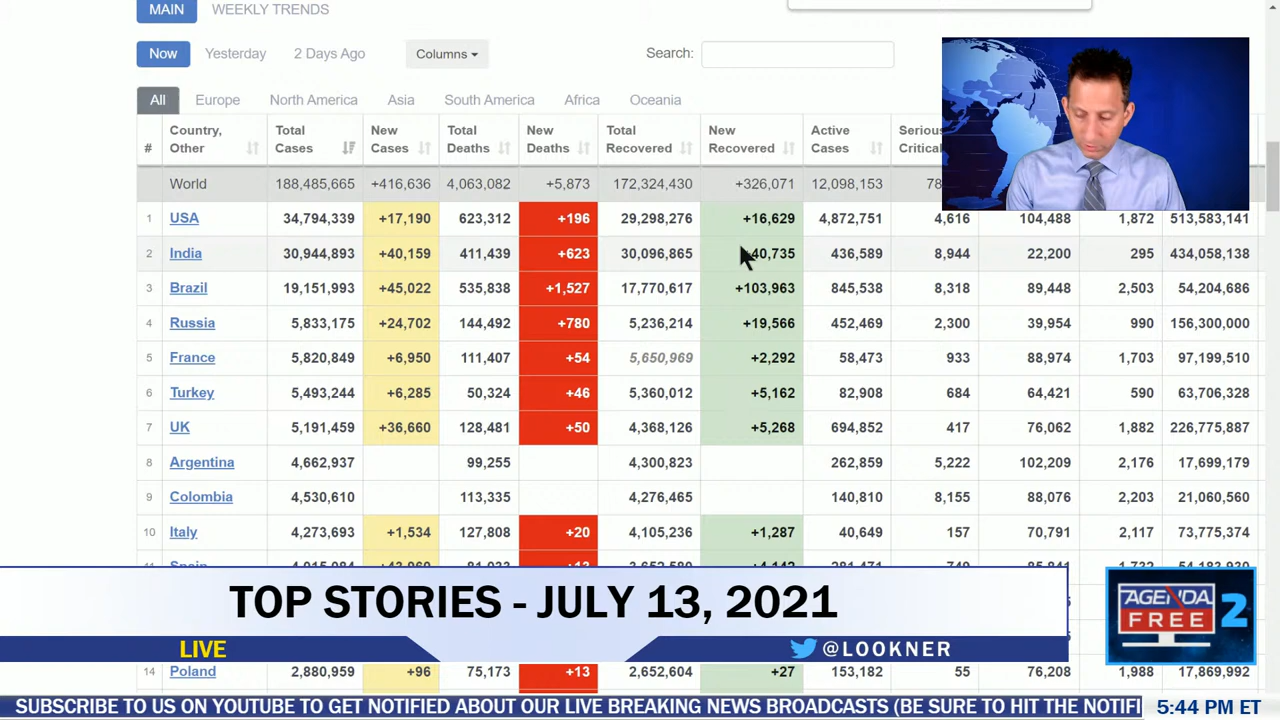 MAIN WEEKLY TRENDS
Now Yesterday 2 Days Ago Columns Search:
All Europe North America Asia South America Africa Oceania
# Country, Other Total Cases New Cases Total Deaths New Deaths Total Recovered New Recovered Active Cases Serious Critical
World 188,485,665 +416,636 4,063,082 +5,873 172,324,430 +326,071 12,098,153 78
1 USA 34,794,339 +17,190 623,312 +196 29,298,276 +16,629 4,872,751 4,616 104,488 1,872 513,583,141
2 India 30,944,893 +40,159 411,439 +623 30,096,865 +40,735 436,589 8,944 22,200 295 434,058,138
3 Brazil 19,151,993 +45,022 535,838 +1,527 17,770,617 +103,963 845,538 8,318 89,448 2,503 54,204,686
4 Russia 5,833,175 +24,702 144,492 +780 5,236,214 +19,566 452,469 2,300 39,954 990 156,300,000
5 France 5,820,849 +6,950 111,407 +54 5,650,969 +2,292 58,473 933 88,974 1,703 97,199,510
6 Turkey 5,493,244 +6,285 50,324 +46 5,360,012 +5,162 82,908 684 64,421 590 63,706,328
7 UK 5,191,459 +36,660 128,481 +50 4,368,126 +5,268 694,852 417 76,062 1,882 226,775,887
8 Argentina 4,662,937 99,255 4,300,823 262,859 5,222 102,209 2,176 17,699,179
9 Colombia 4,530,610 113,335 4,276,465 140,810 8,155 88,076 2,203 21,060,560
10 Italy 4,273,693 +1,534 127,808 +20 4,105,236 +1,287 40,649 157 70,791 2,117 73,775,374
TOP STORIES - JULY 13, 2021
AGENDA FREE 2
LIVE @LOOKNER
14 Poland 2,880,959 +96 75,173 +13 2,652,604 +27 153,182 55 76,208 1,988 17,869,992
SUBSCRIBE TO US ON YOUTUBE TO GET NOTIFIED ABOUT OUR LIVE BREAKING NEWS BROADCASTS (BE SURE TO HIT THE NOTIFI 5:44 PM ET